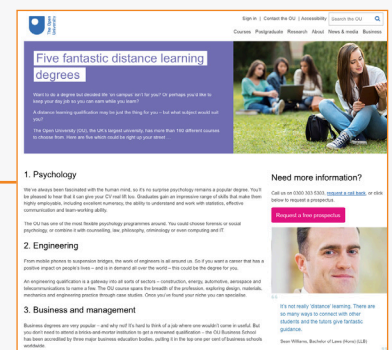 The Open
University
Sign in | Contact the OU | Accessibility
Search the OU
Courses Postgraduate Research About News & media Business
Five fantastic distance learning
degrees
Want to do a degree but decided life 'on campus' isn't for you? Or perhaps you'd like to
keep your day job so you can earn while you learn?
A distance learning qualification may be just the thing for you – but what subject would suit
you?
The Open University (OU), the UK's largest university, has more than 100 different courses
to choose from. Here are five which could be right up your street.
1. Psychology
We've always been fascinated with the human mind, so it's no surprise psychology remains a popular degree. You'll
be pleased to hear that it can give your CV real lift too. Graduates gain an impressive range of skills that make them
highly employable, including excellent numeracy, the ability to understand and work with statistics, effective
communication and team-working ability.
The OU has one of the most flexible psychology programmes around. You could choose forensic or social
psychology, or combine it with counselling, law, philosophy, criminology or even computing and IT.
2. Engineering
From mobile phones to suspension bridges, the work of engineers is all around us. So if you want a career that has a
positive impact on people's lives – and is in demand all over the world – this could be the degree for you.
An engineering qualification is a gateway into all sorts of sectors – construction, energy, automotive, aerospace and
telecommunications to name a few. The OU course spans the breadth of the profession, exploring design, materials,
mechanics and engineering practice through case studies. Once you've found your niche you can specialise.
3. Business and management
Business degrees are very popular – and why not! It's hard to think of a job where one wouldn't come in useful. But
you don't need to attend a bricks-and-mortar institution to get a renowned qualification – the OU Business School
has been accredited by three major business education bodies, putting it in the top one per cent of business schools
worldwide.
Need more information?
Call us on 0300 303 5303, request a call back, or click
below to request a prospectus.
Request a free prospectus
It's not really 'distance' learning. There are
so many ways to connect with other
students and the tutors give fantastic
guidance.
Sean Williams, Bachelor of Laws (Hons) (LLB)